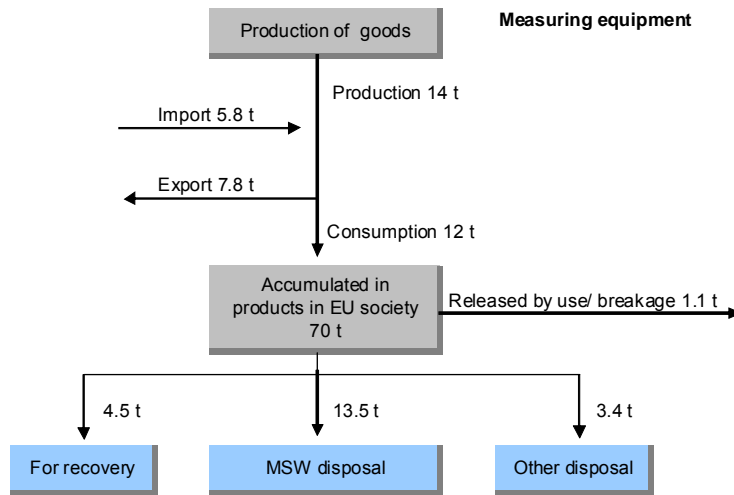 Measuring equipment
Production of goods
Production 14 t
Import 5.8 t
Export 7.8 t
Consumption 12 t
Accumulated in
products in EU society
70 t
Released by use/ breakage 1.1 t
4.5 t
13.5 t
3.4 t
For recovery
MSW disposal
Other disposal